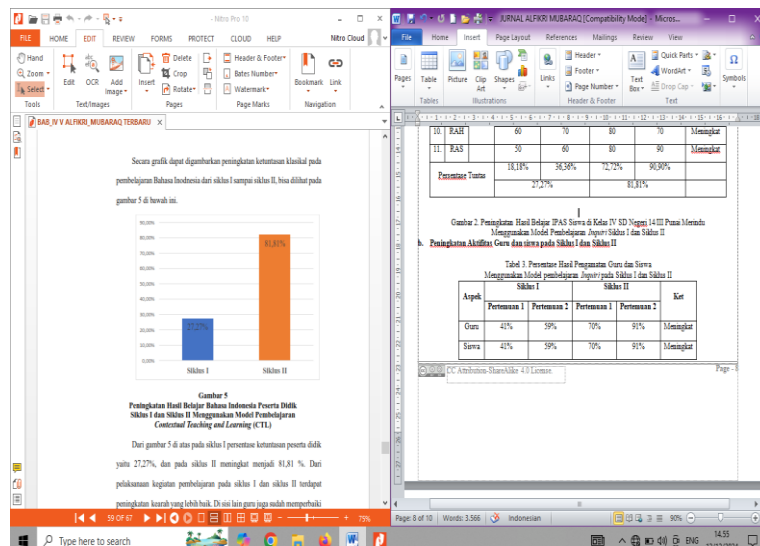 - Nitro Pro 10
FILE HOME EDIT REVIEW FORMS PROTECT CLOUD HELP Nitro Cloud
Hand
Zoom
Select
Edit OCR Add Image
Insert
Delete
Crop
Rotate
Header & Footer
Bates Number
Watermark
Bookmark Link
Tools Text/Images Pages Page Marks Navigation
BAB_IV V ALFIKRI_MUBARAQ TERBARU
Secara grafik dapat digambarkan peningkatan ketuntasan klasikal pada
pembelajaran Bahasa Inodnesia dari siklus I sampai siklus II, bisa dilihat pada
gambar 5 di bawah ini.
90,00%
80,00%
70,00%
60,00%
50,00%
40,00%
30,00%
20,00%
10,00%
0,00%
81,81%
27,27%
Siklus I Siklus II
Gambar 5
Peningkatan Hasil Belajar Bahasa Indonesia Peserta Didik
Siklus I dan Siklus II Menggunakan Model Pembelajaran
Contextual Teaching and Learning (CTL)
Dari gambar 5 di atas pada siklus I persentase ketuntasan peserta didik
yaitu 27,27%, dan pada siklus II meningkat menjadi 81,81 %. Dari
pelaksanaan kegiatan pembelajaran pada siklus I dan siklus II terdapat
peningkatan kearah yang lebih baik. Di sisi lain guru juga sudah memperbaiki
59 OF 67
75%
JURNAL ALFIKRI MUBARAQ [Compatibility Mode] - Micros...
File Home Insert Page Layout References Mailings Review View
Pages
Table
Picture Clip Art Shapes
Links
Header
Footer
Page Number
Text Box
Quick Parts
WordArt
Drop Cap
Symbols
Tables Illustrations Header & Footer Text
10. RAH 60 70 80 70 Meningkat
11. RAS 50 60 80 90 Meningkat
Persentase Tuntas 18,18% 36,36% 72,72% 90,90%
27,27% 81,81%
Gambar 2. Peningkatan Hasil Belajar IPAS Siswa di Kelas IV SD Negeri 14/III Punai Merindu
Menggunakan Model Pembelajaran Inquiri Siklus I dan Siklus II
b. Peningkatan Aktifitas Guru dan siswa pada Siklus I dan Siklus II
Tabel 3. Persentase Hasil Pengamatan Guru dan Siswa
Menggunakan Model pembelajaran Inquiri pada Siklus I dan Siklus II
Aspek Siklus I Siklus II Ket
Pertemuan 1 Pertemuan 2 Pertemuan 1 Pertemuan 2
Guru 41% 59% 70% 91% Meningkat
Siswa 41% 59% 70% 91% Meningkat
CC Attribution-ShareAlike 4.0 License.
Page - 8
Page: 8 of 10 Words: 3.566 Indonesian 90%
Type here to search
ENG
14.55